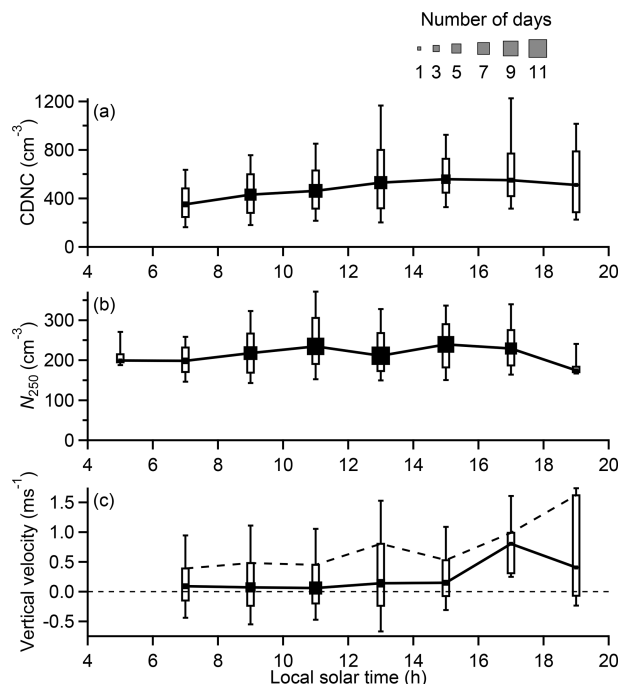 Number of days
1 3 5 7 9 11
(a)
CDNC (cm⁻³)
1200
800
400
0
4 6 8 10 12 14 16 18 20
(b)
N₂₅₀ (cm⁻³)
300
200
100
0
4 6 8 10 12 14 16 18 20
(c)
Vertical velocity (ms⁻¹)
1.5
1.0
0.5
0.0
-0.5
4 6 8 10 12 14 16 18 20
Local solar time (h)